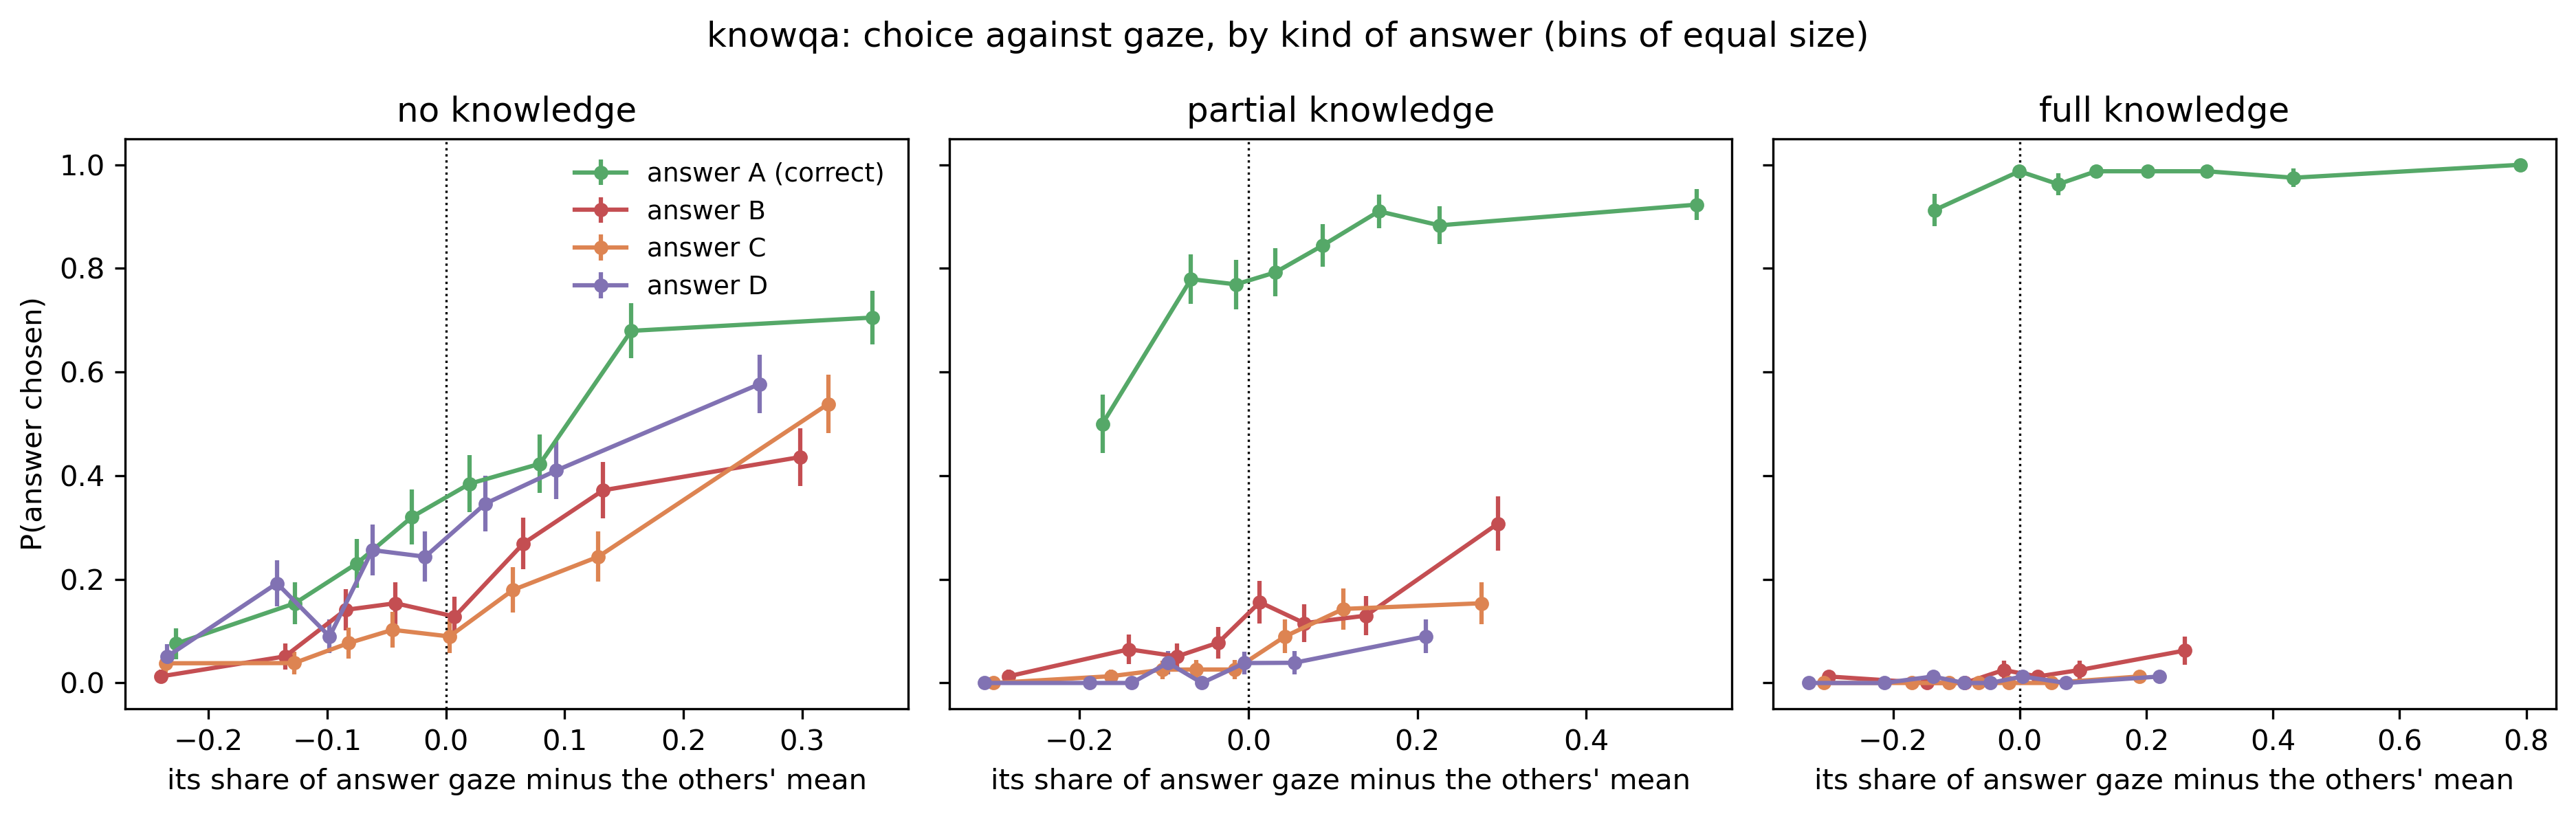 knowqa: choice against gaze, by kind of answer (bins of equal size)
no knowledge
partial knowledge
full knowledge
P(answer chosen)
1.0
0.8
0.6
0.4
0.2
0.0
answer A (correct)
answer B
answer C
answer D
−0.2 −0.1 0.0 0.1 0.2 0.3
−0.2 0.0 0.2 0.4
−0.2 0.0 0.2 0.4 0.6 0.8
its share of answer gaze minus the others' mean
its share of answer gaze minus the others' mean
its share of answer gaze minus the others' mean